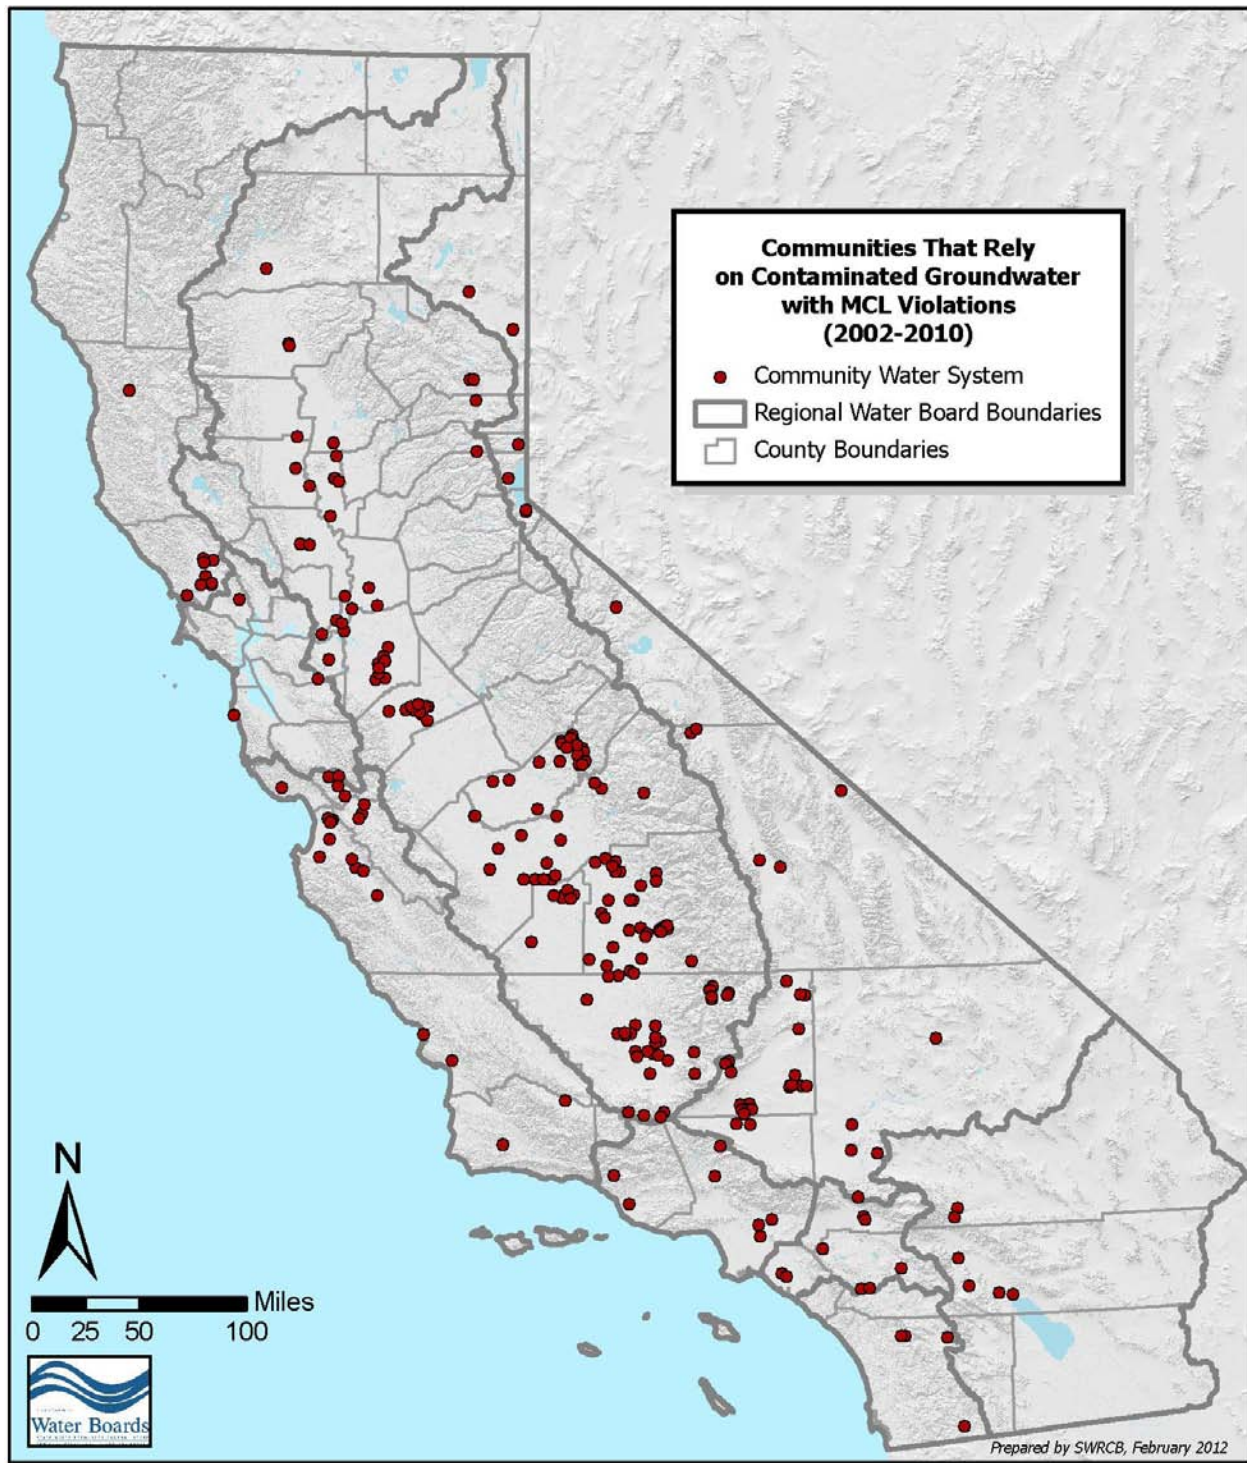 Communities That Rely
on Contaminated Groundwater
with MCL Violations
(2002-2010)
Community Water System
Regional Water Board Boundaries
County Boundaries
N
Miles
0 25 50 100
Water Boards
Prepared by SWRCB, February 2012